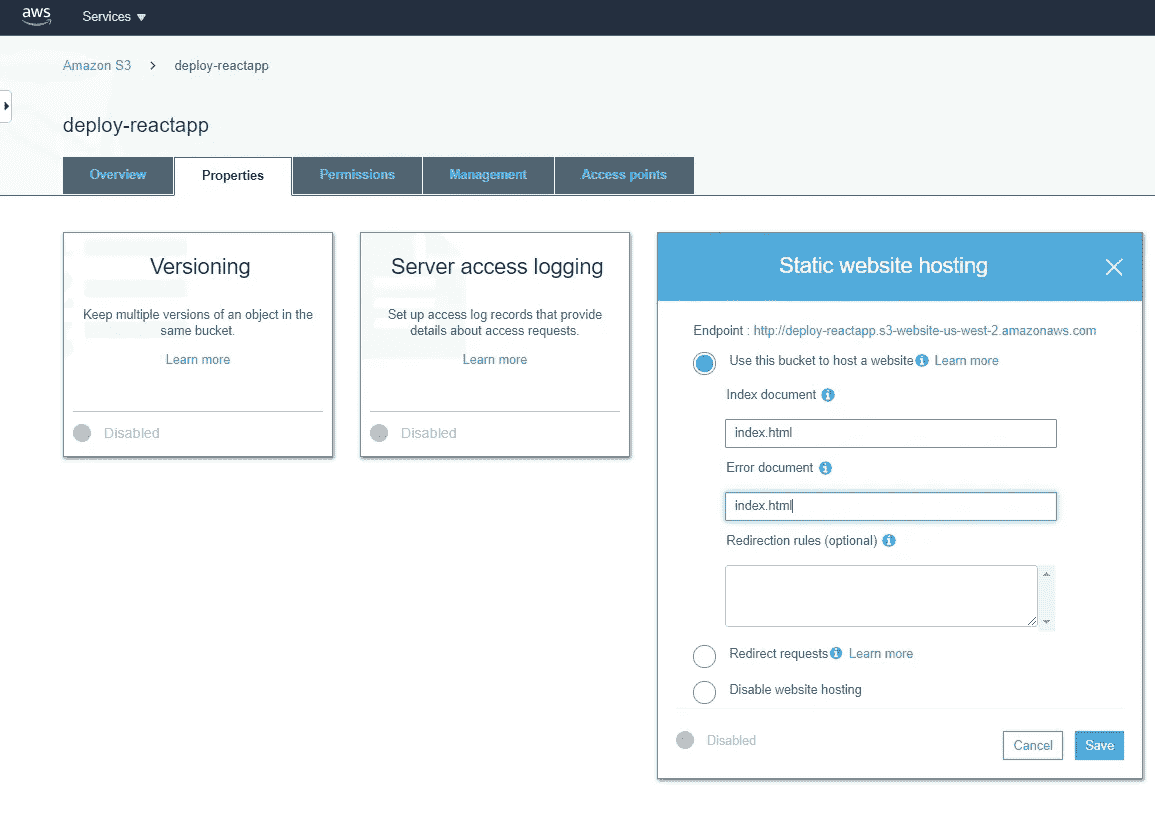 aws Services
Amazon S3 > deploy-reactapp
deploy-reactapp
Overview Properties Permissions Management Access points
Versioning
Keep multiple versions of an object in the
same bucket.
Learn more
Disabled
Server access logging
Set up access log records that provide
details about access requests.
Learn more
Disabled
Static website hosting
Endpoint : http://deploy-reactapp.s3-website-us-west-2.amazonaws.com
Use this bucket to host a website Learn more
Index document
index.html
Error document
index.html
Redirection rules (optional)
Redirect requests Learn more
Disable website hosting
Disabled
Cancel Save